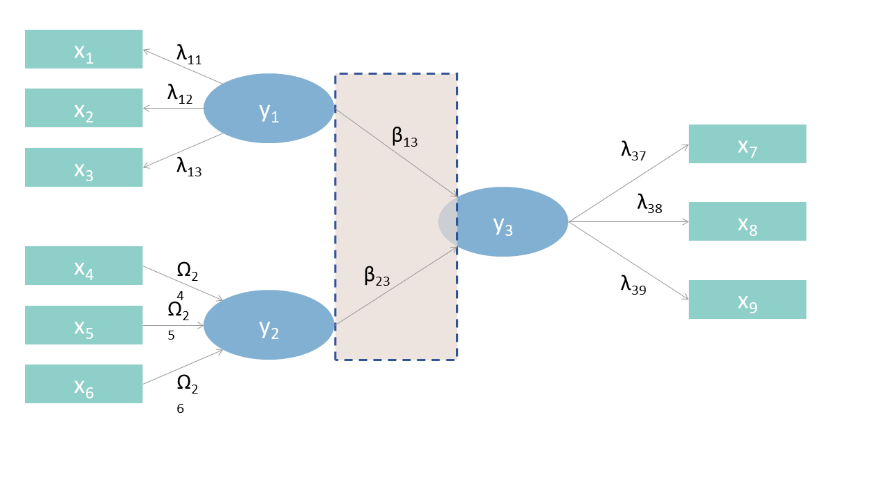 x₁
λ₁₁
x₂
λ₁₂
y₁
x₃
λ₁₃
β₁₃
x₄
Ω₂
₄
x₅
Ω₂
₅
y₂
x₆
Ω₂
₆
β₂₃
y₃
λ₃₇
x₇
λ₃₈
x₈
λ₃₉
x₉